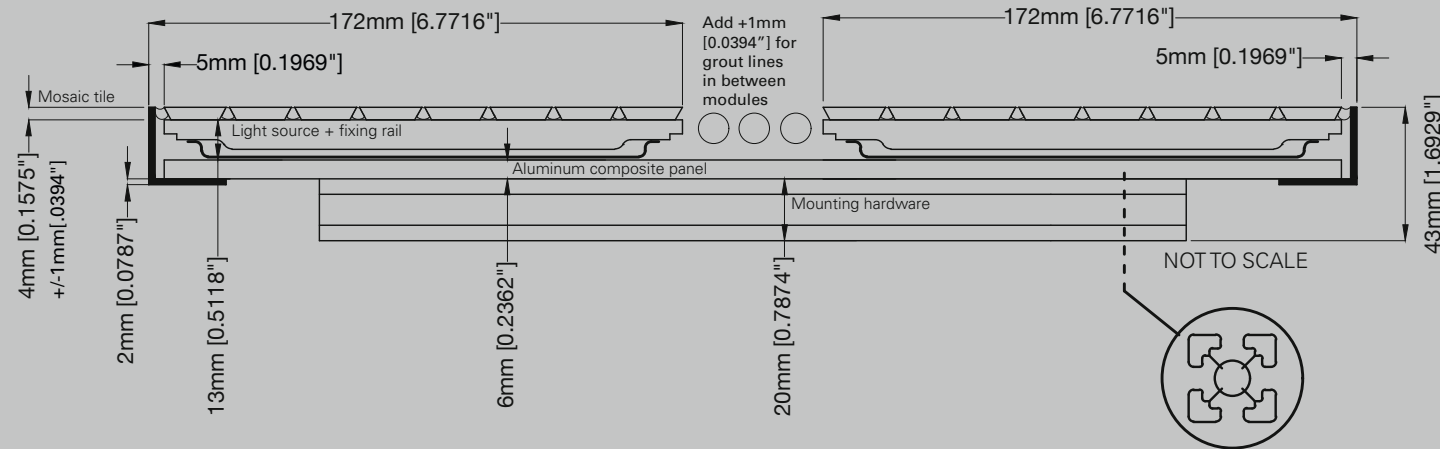 172mm [6.7716"]
Add +1mm
[0.0394"] for
grout lines
in between
modules
172mm [6.7716"]
5mm [0.1969"]
5mm [0.1969"]
Mosaic tile
Light source + fixing rail
Aluminum composite panel
Mounting hardware
4mm [0.1575"]
+/-1mm[.0394"]
2mm [0.0787"]
13mm [0.5118"]
6mm [0.2362"]
20mm [0.7874"]
43mm [1.6929"]
NOT TO SCALE